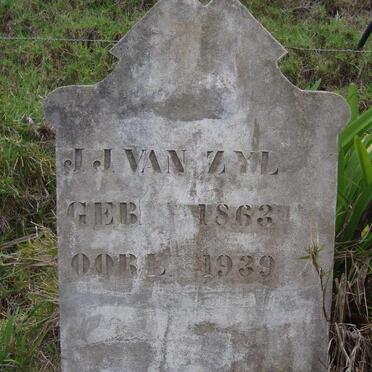 J J VAN ZYL
GEB 1863
OORL 1939